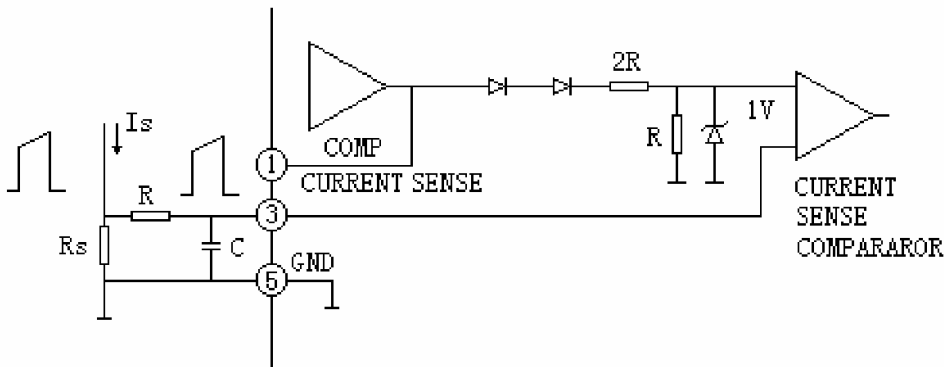 2R
Is
1V
R
COMP
1
CURRENT SENSE
R
3
CURRENT
SENSE
COMPARAROR
Rs
C
GND
5